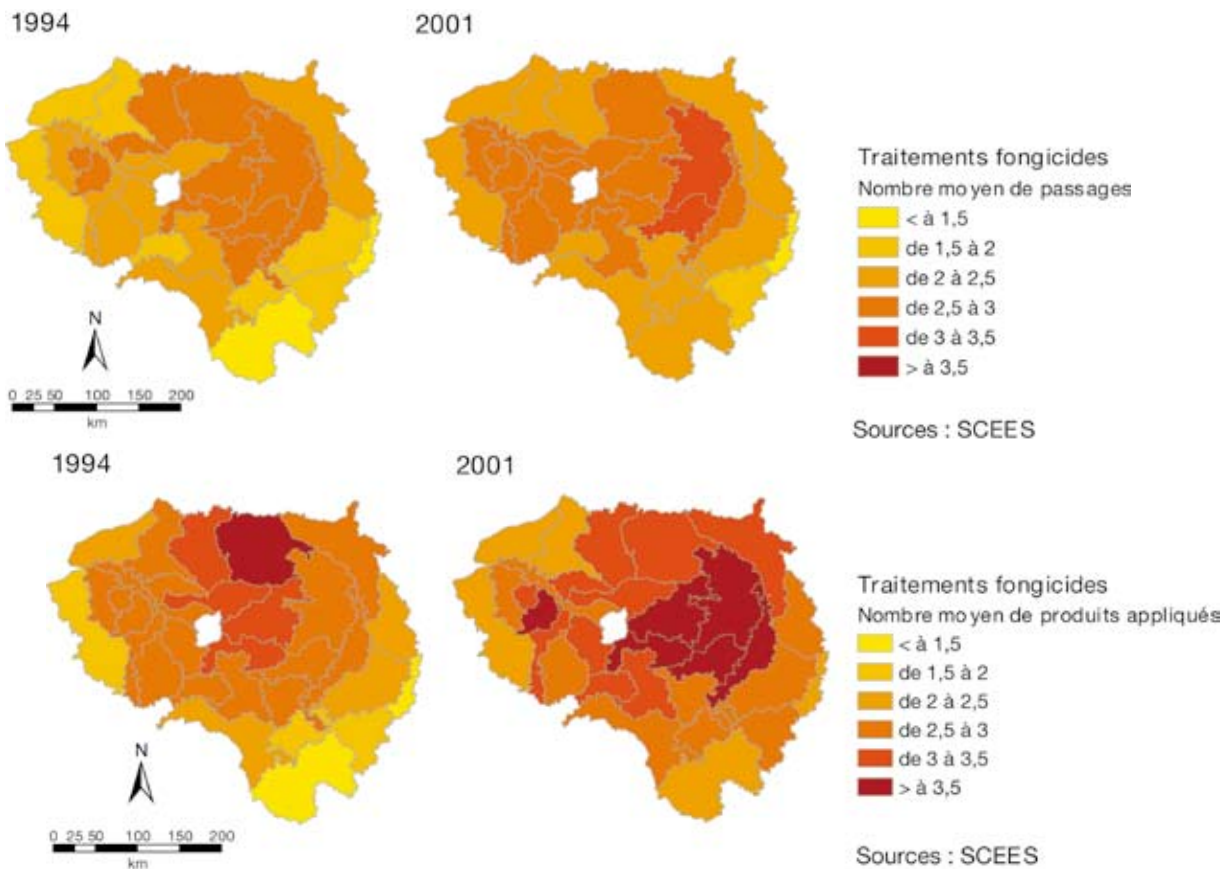 1994
2001
Traitements fongicides
Nombre moyen de passages
< à 1,5
de 1,5 à 2
de 2 à 2,5
de 2,5 à 3
de 3 à 3,5
> à 3,5
N
0 25 50 100 150 200
km
Sources : SCEES
1994
2001
Traitements fongicides
Nombre moyen de produits appliqués
< à 1,5
de 1,5 à 2
de 2 à 2,5
de 2,5 à 3
de 3 à 3,5
> à 3,5
N
0 25 50 100 150 200
km
Sources : SCEES